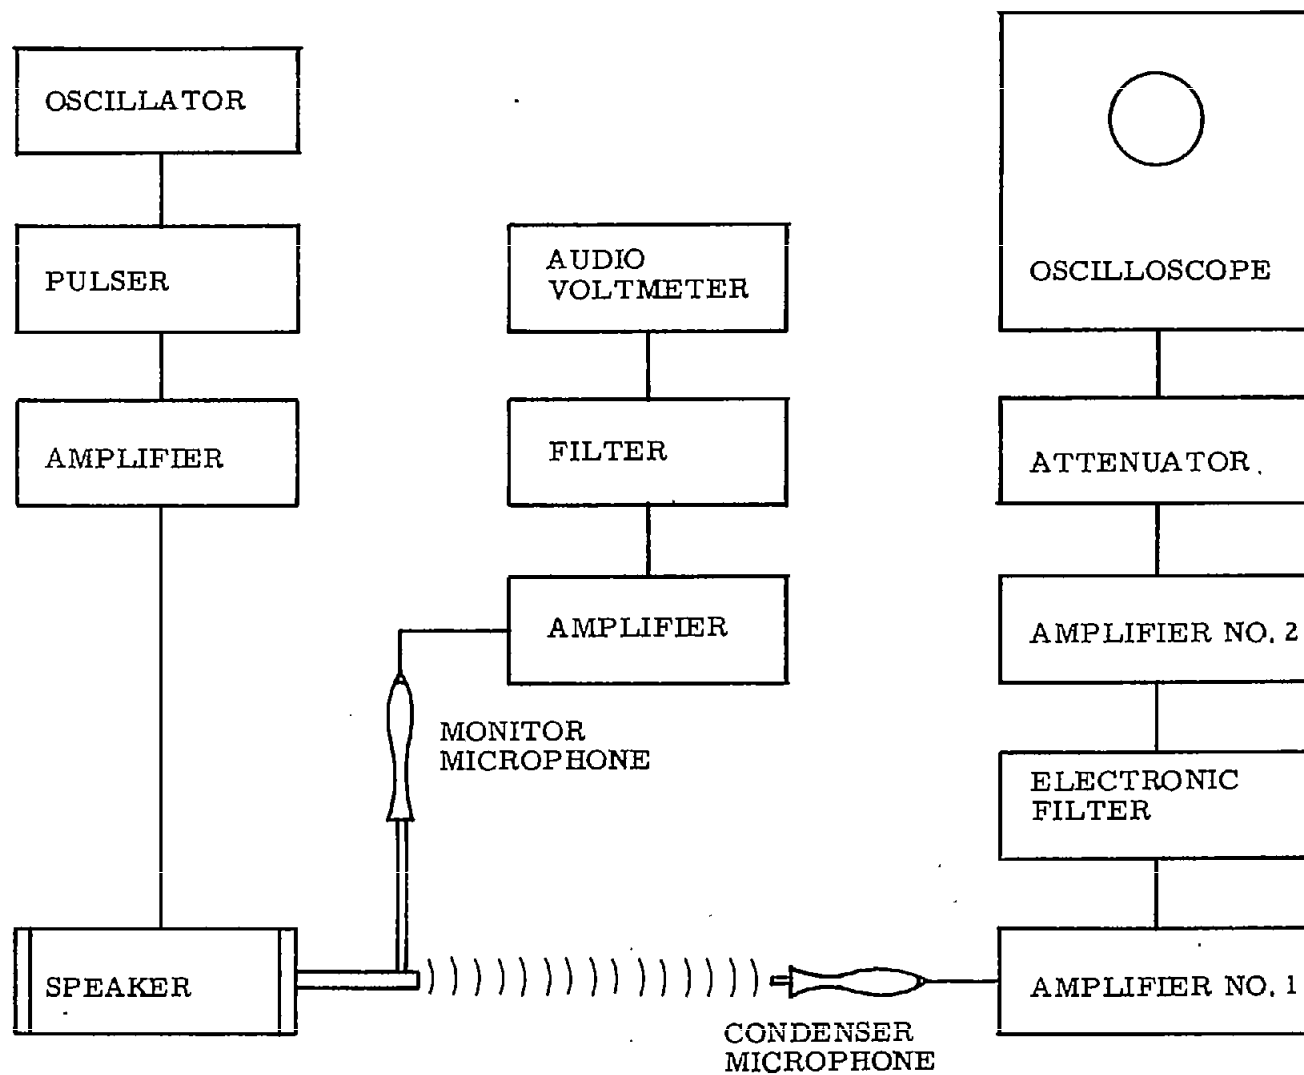 OSCILLATOR
PULSER
AMPLIFIER
SPEAKER
AUDIO
VOLTMETER
FILTER
AMPLIFIER
MONITOR
MICROPHONE
CONDENSER
MICROPHONE
OSCILLOSCOPE
ATTENUATOR
AMPLIFIER NO. 2
ELECTRONIC
FILTER
AMPLIFIER NO. 1